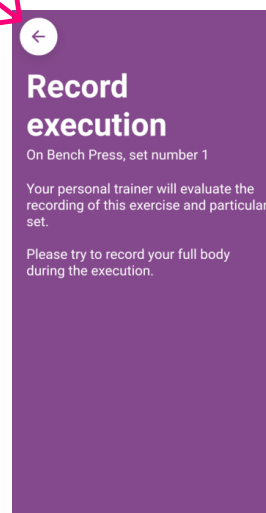 Record
execution
On Bench Press, set number 1
Your personal trainer will evaluate the
recording of this exercise and particular
set.
Please try to record your full body
during the execution.